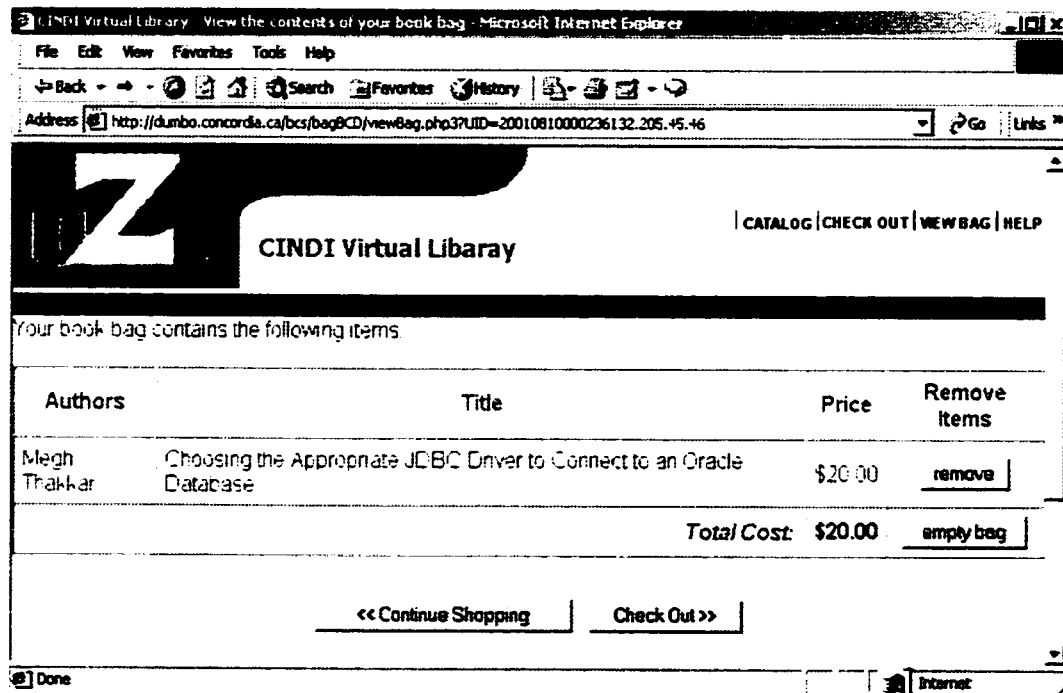 CINDI Virtual Library - View the contents of your book bag - Microsoft Internet Explorer
File Edit View Favorites Tools Help
Back Search Favorites History
Address http://dumbo.concordia.ca/bcs/bagBCD/viewBag.php3?UID=20010810000236132.205.45.46 Go Links »
CATALOG | CHECK OUT | VIEW BAG | HELP
CINDI Virtual Libaray
Your book bag contains the following items.
Authors Title Price Remove
Items
Megh Choosing the Appropriate JDBC Driver to Connect to an Oracle $20.00 remove
Thakkar Database
Total Cost: $20.00 empty bag
<< Continue Shopping Check Out >>
Done Internet